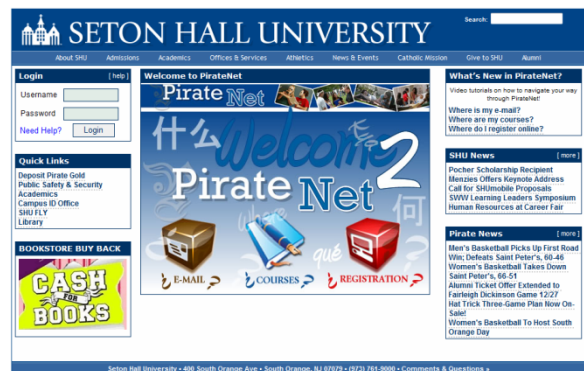 SETON HALL UNIVERSITY
Search:
About SHU Admissions Academics Offices & Services Athletics News & Events Catholic Mission Give to SHU Alumni
Login [ help ]
Username
Password
Need Help? Login
Quick Links
Deposit Pirate Gold
Public Safety & Security
Academics
Campus ID Office
SHU FLY
Library
BOOKSTORE BUY BACK
CASH
FOR
BOOKS
Welcome to PirateNet
Pirate Net
什么
Welcome
2
Pirate Net
where
何
qué
¿ E-MAIL ?
¿ COURSES ?
¿ REGISTRATION ?
What's New in PirateNet?
Video tutorials on how to navigate your way
through PirateNet!
Where is my e-mail?
Where are my courses?
Where do I register online?
SHU News [ more ]
Pocher Scholarship Recipient
Menzies Offers Keynote Address
Call for SHUmobile Proposals
SWW Learning Leaders Symposium
Human Resources at Career Fair
Pirate News [ more ]
Men's Basketball Picks Up First Road
Win; Defeats Saint Peter's, 60-46
Women's Basketball Takes Down
Saint Peter's, 66-51
Alumni Ticket Offer Extended to
Fairleigh Dickinson Game 12/27
Hat Trick Three-Game Plan Now On-
Sale!
Women's Basketball To Host South
Orange Day
Seton Hall University • 400 South Orange Ave • South Orange, NJ 07079 • (973) 761-9000 • Comments & Questions »